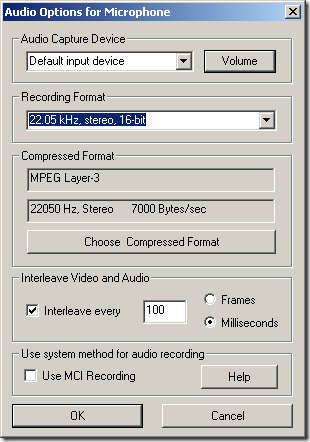 Audio Options for Microphone
Audio Capture Device
Default input device
Volume
Recording Format
22.05 kHz, stereo, 16-bit
Compressed Format
MPEG Layer-3
22050 Hz, Stereo 7000 Bytes/sec
Choose Compressed Format
Interleave Video and Audio
Interleave every 100
Frames
Milliseconds
Use system method for audio recording
Use MCI Recording
Help
OK
Cancel